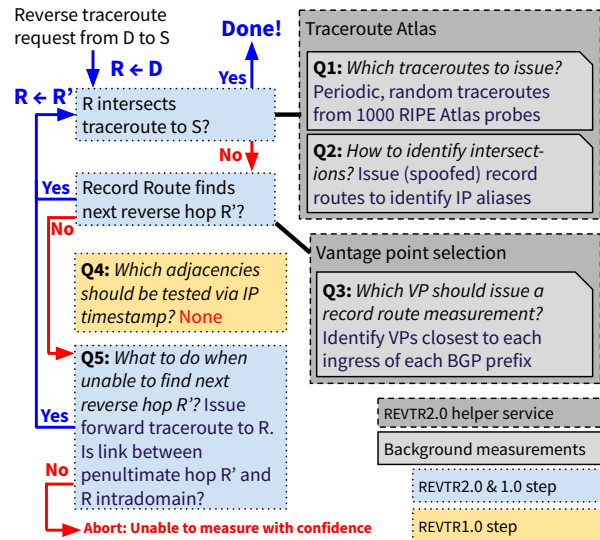 Reverse traceroute
request from D to S
R ← D
Done!
Yes
R ← R’
R intersects
traceroute to S?
No
Yes
Record Route finds
next reverse hop R’?
No
Q4: Which adjacencies
should be tested via IP
timestamp? None
Q5: What to do when
unable to find next
reverse hop R’? Issue
forward traceroute to R.
Is link between
penultimate hop R’ and
R intradomain?
Yes
No
Abort: Unable to measure with confidence
Traceroute Atlas
Q1: Which traceroutes to issue?
Periodic, random traceroutes
from 1000 RIPE Atlas probes
Q2: How to identify intersect-
ions? Issue (spoofed) record
routes to identify IP aliases
Vantage point selection
Q3: Which VP should issue a
record route measurement?
Identify VPs closest to each
ingress of each BGP prefix
REVTR2.0 helper service
Background measurements
REVTR2.0 & 1.0 step
REVTR1.0 step